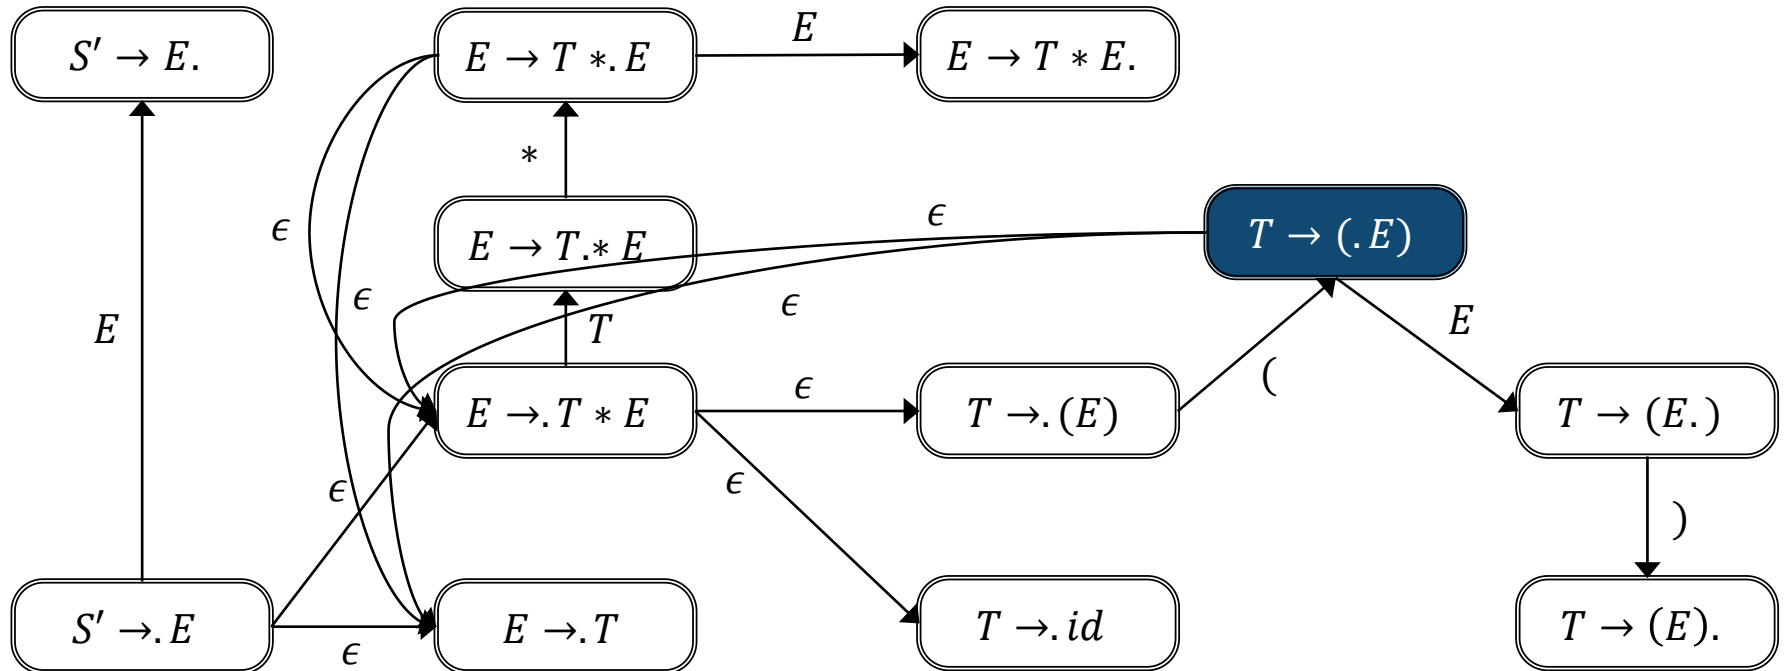 S′ → E.
E → T ∗. E
E
E → T ∗ E.
∗
ϵ
E → T.∗ E
ϵ
T → (. E)
E
ϵ
T
ϵ
E
E →. T ∗ E
ϵ
T →. (E)
(
T → (E.)
ϵ
ϵ
)
S′ →. E
ϵ
E →. T
T →. id
T → (E).